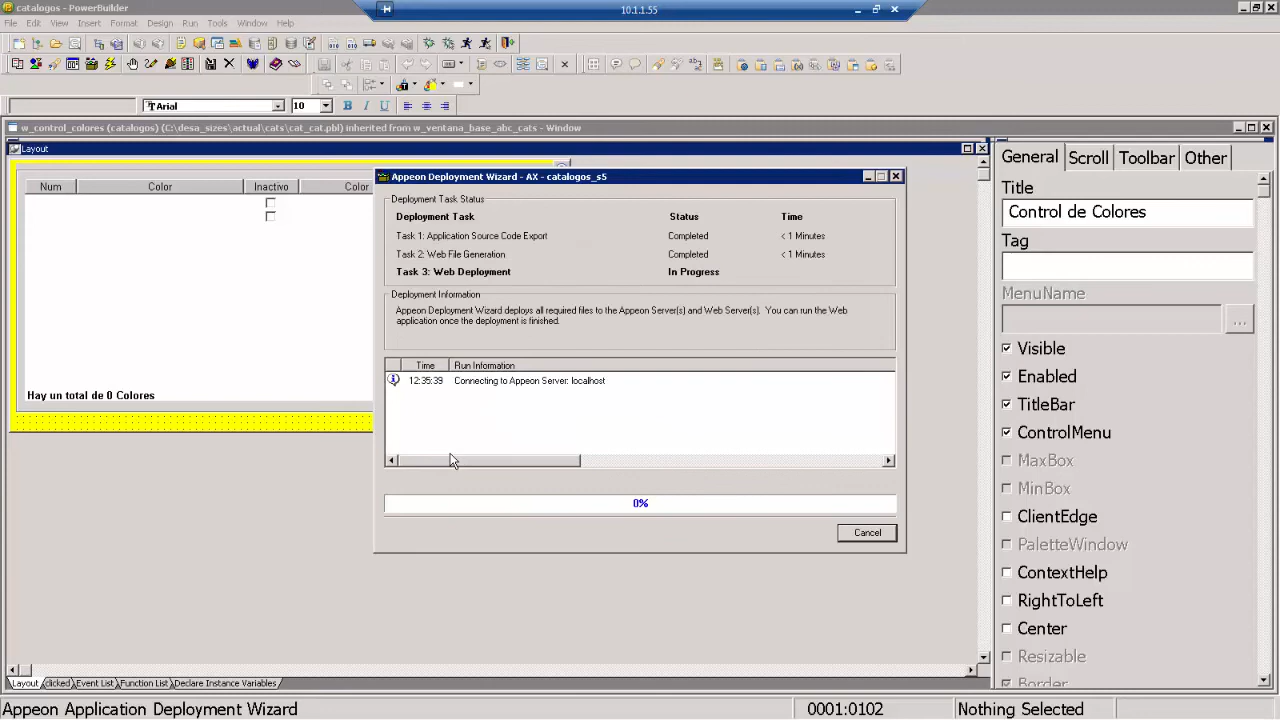 catalogos - PowerBuilder
10.1.1.55
File Edit View Insert Format Design Run Tools Window Help
Arial 10 B I U
w_control_colores (catalogos) (C:\desa_sizes\actual\cats\cat_cat.pbl) inherited from w_ventana_base_abc_cats - Window
Layout
Num Color Inactivo Color
Hay un total de 0 Colores
Appeon Deployment Wizard - AX - catalogos_s5
Deployment Task Status
Deployment Task Status Time
Task 1: Application Source Code Export Completed < 1 Minutes
Task 2: Web File Generation Completed < 1 Minutes
Task 3: Web Deployment In Progress
Deployment Information
Appeon Deployment Wizard deploys all required files to the Appeon Server(s) and Web Server(s). You can run the Web
application once the deployment is finished.
Time Run Information
12:35:39 Connecting to Appeon Server: localhost
0%
Cancel
General Scroll Toolbar Other
Title
Control de Colores
Tag
MenuName
...
Visible
Enabled
TitleBar
ControlMenu
MaxBox
MinBox
ClientEdge
PaletteWindow
ContextHelp
RightToLeft
Center
Resizable
Border
Layout clicked Event List Function List Declare Instance Variables
Appeon Application Deployment Wizard 0001:0102 Nothing Selected